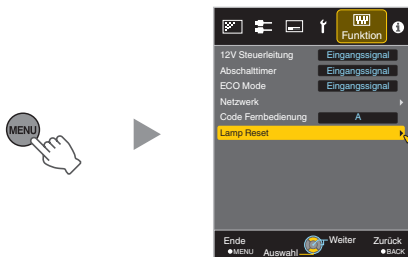 MENU
Funktion
12V Steuerleitung Eingangssignal
Abschalttimer Eingangssignal
ECO Mode Eingangssignal
Netzwerk
Code Fernbedienung A
Lamp Reset
Ende Weiter Zurück
MENU Auswahl BACK